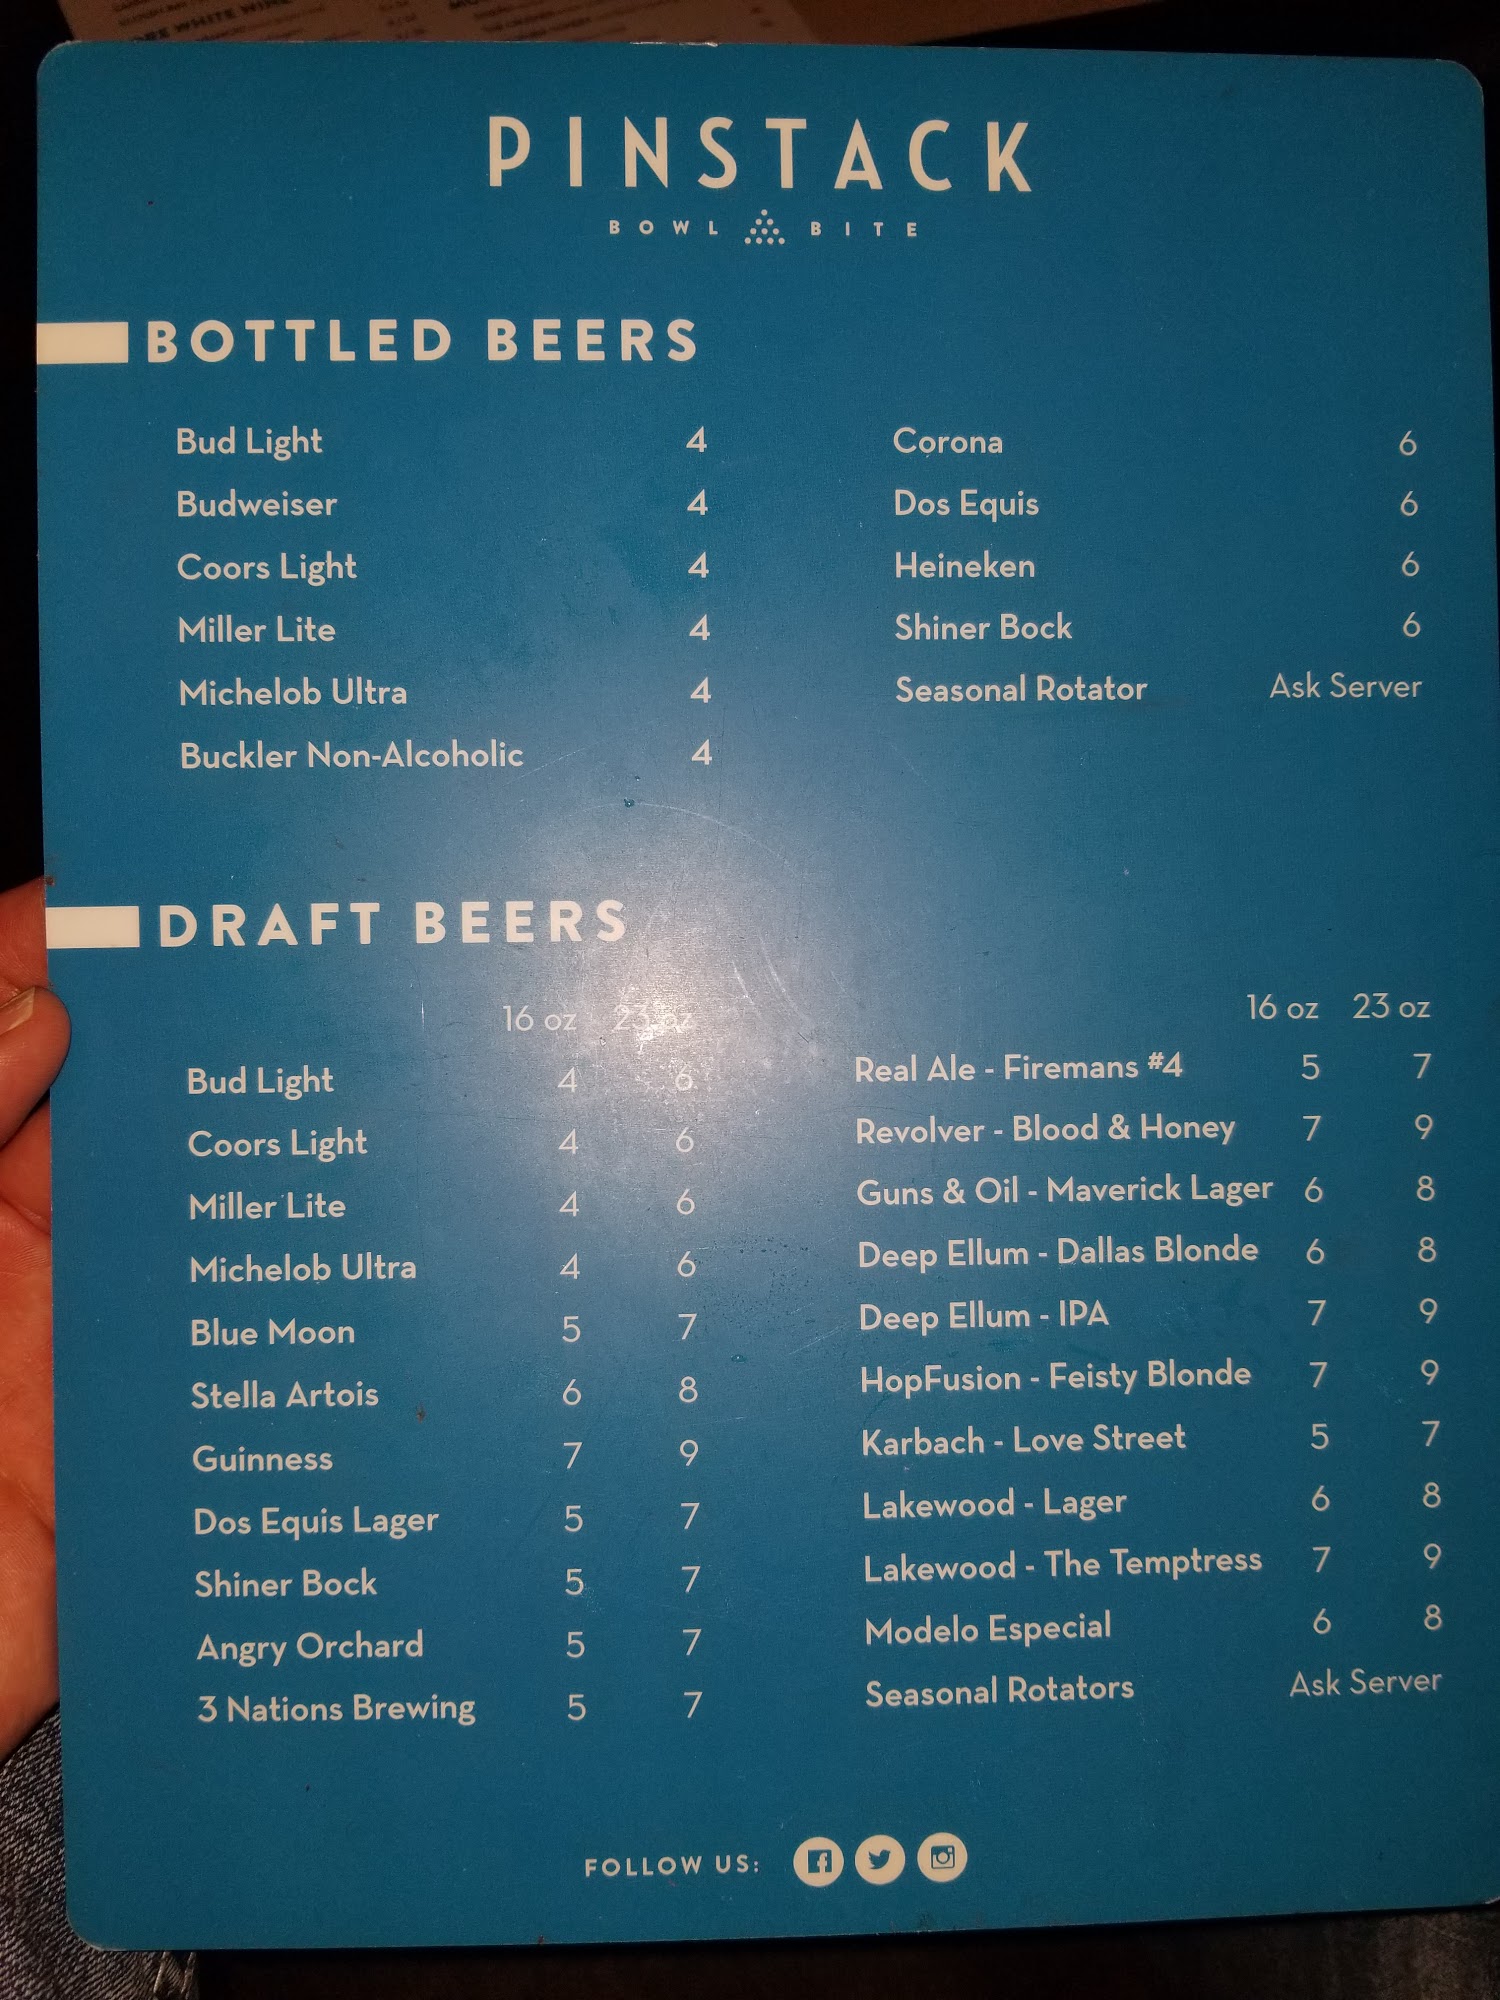 PINSTACK
BOWL BITE
BOTTLED BEERS
Bud Light 4
Budweiser 4
Coors Light 4
Miller Lite 4
Michelob Ultra 4
Buckler Non-Alcoholic 4
Corona 6
Dos Equis 6
Heineken 6
Shiner Bock 6
Seasonal Rotator Ask Server
DRAFT BEERS
16 oz 23 oz
Bud Light 4 6
Coors Light 4 6
Miller Lite 4 6
Michelob Ultra 4 6
Blue Moon 5 7
Stella Artois 6 8
Guinness 7 9
Dos Equis Lager 5 7
Shiner Bock 5 7
Angry Orchard 5 7
3 Nations Brewing 5 7
16 oz 23 oz
Real Ale - Firemans #4 5 7
Revolver - Blood & Honey 7 9
Guns & Oil - Maverick Lager 6 8
Deep Ellum - Dallas Blonde 6 8
Deep Ellum - IPA 7 9
HopFusion - Feisty Blonde 7 9
Karbach - Love Street 5 7
Lakewood - Lager 6 8
Lakewood - The Temptress 7 9
Modelo Especial 6 8
Seasonal Rotators Ask Server
FOLLOW US: